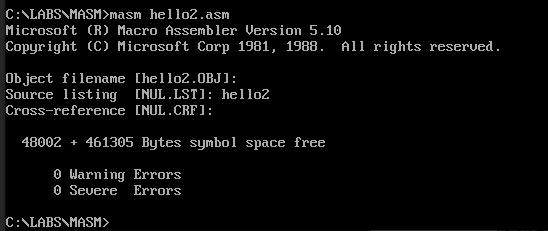 C:\LABS\MASM>masm hello2.asm
Microsoft (R) Macro Assembler Version 5.10
Copyright (C) Microsoft Corp 1981, 1988.  All rights reserved.

Object filename [hello2.OBJ]:
Source listing  [NUL.LST]: hello2
Cross-reference [NUL.CRF]:

  48002 + 461305 Bytes symbol space free

      0 Warning Errors
      0 Severe  Errors

C:\LABS\MASM>